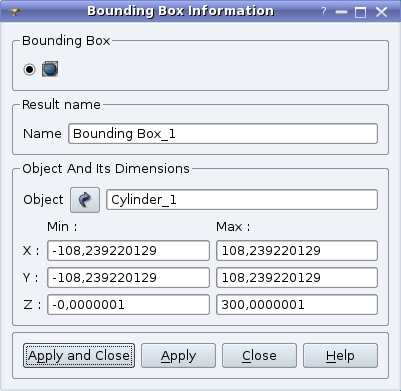 Bounding Box Information
Bounding Box
Result name
Name Bounding Box_1
Object And Its Dimensions
Object Cylinder_1
Min : Max :
X : -108,239220129 108,239220129
Y : -108,239220129 108,239220129
Z : -0,0000001 300,0000001
Apply and Close Apply Close Help